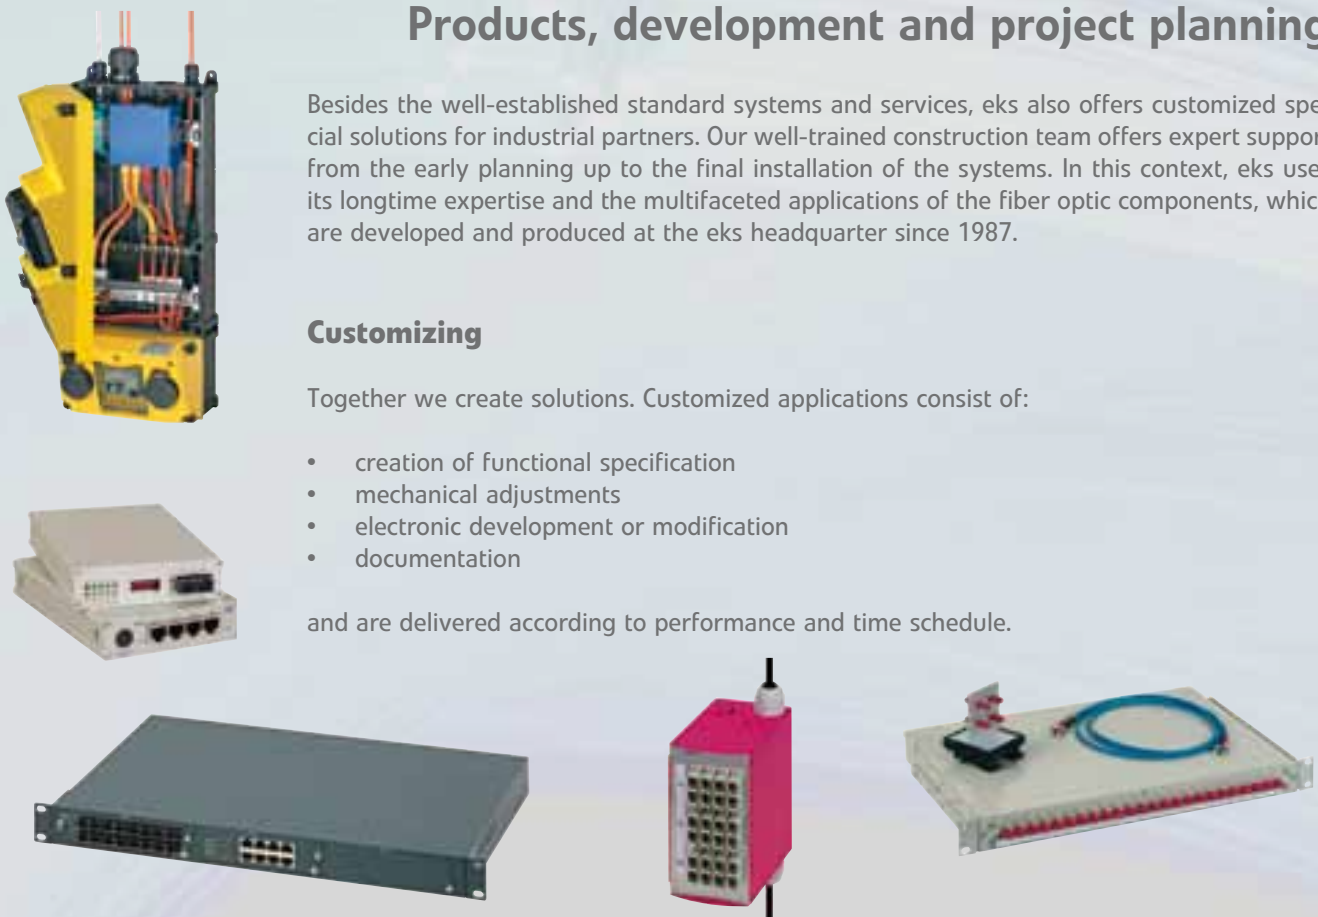 Products, development and project planning
Besides the well-established standard systems and services, eks also offers customized spe
cial solutions for industrial partners. Our well-trained construction team offers expert suppor
from the early planning up to the final installation of the systems. In this context, eks use
its longtime expertise and the multifaceted applications of the fiber optic components, whic
are developed and produced at the eks headquarter since 1987.
Customizing
Together we create solutions. Customized applications consist of:
• creation of functional specification
• mechanical adjustments
• electronic development or modification
• documentation
and are delivered according to performance and time schedule.